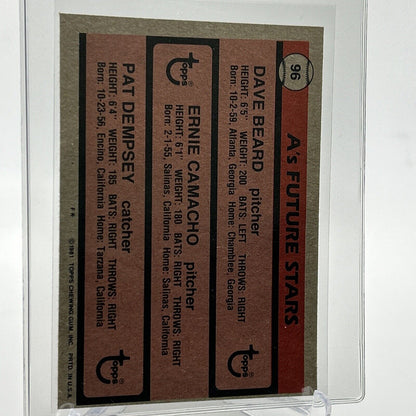 96
A's FUTURE STARS
DAVE BEARD pitcher
HEIGHT: 6'5" WEIGHT: 200 BATS: LEFT THROWS: RIGHT
Born: 10-2-59, Atlanta, Georgia Home: Chamblee, Georgia
Topps
ERNIE CAMACHO pitcher
HEIGHT: 6'1" WEIGHT: 180 BATS: RIGHT THROWS: RIGHT
Born: 2-1-55, Salinas, California Home: Salinas, California
Topps
PAT DEMPSEY catcher
HEIGHT: 6'4" WEIGHT: 185 BATS: RIGHT THROWS: RIGHT
Born: 10-23-56, Encino, California Home: Tarzana, California
Topps
© 1981 TOPPS CHEWING GUM, INC. PRTD. IN U.S.A.